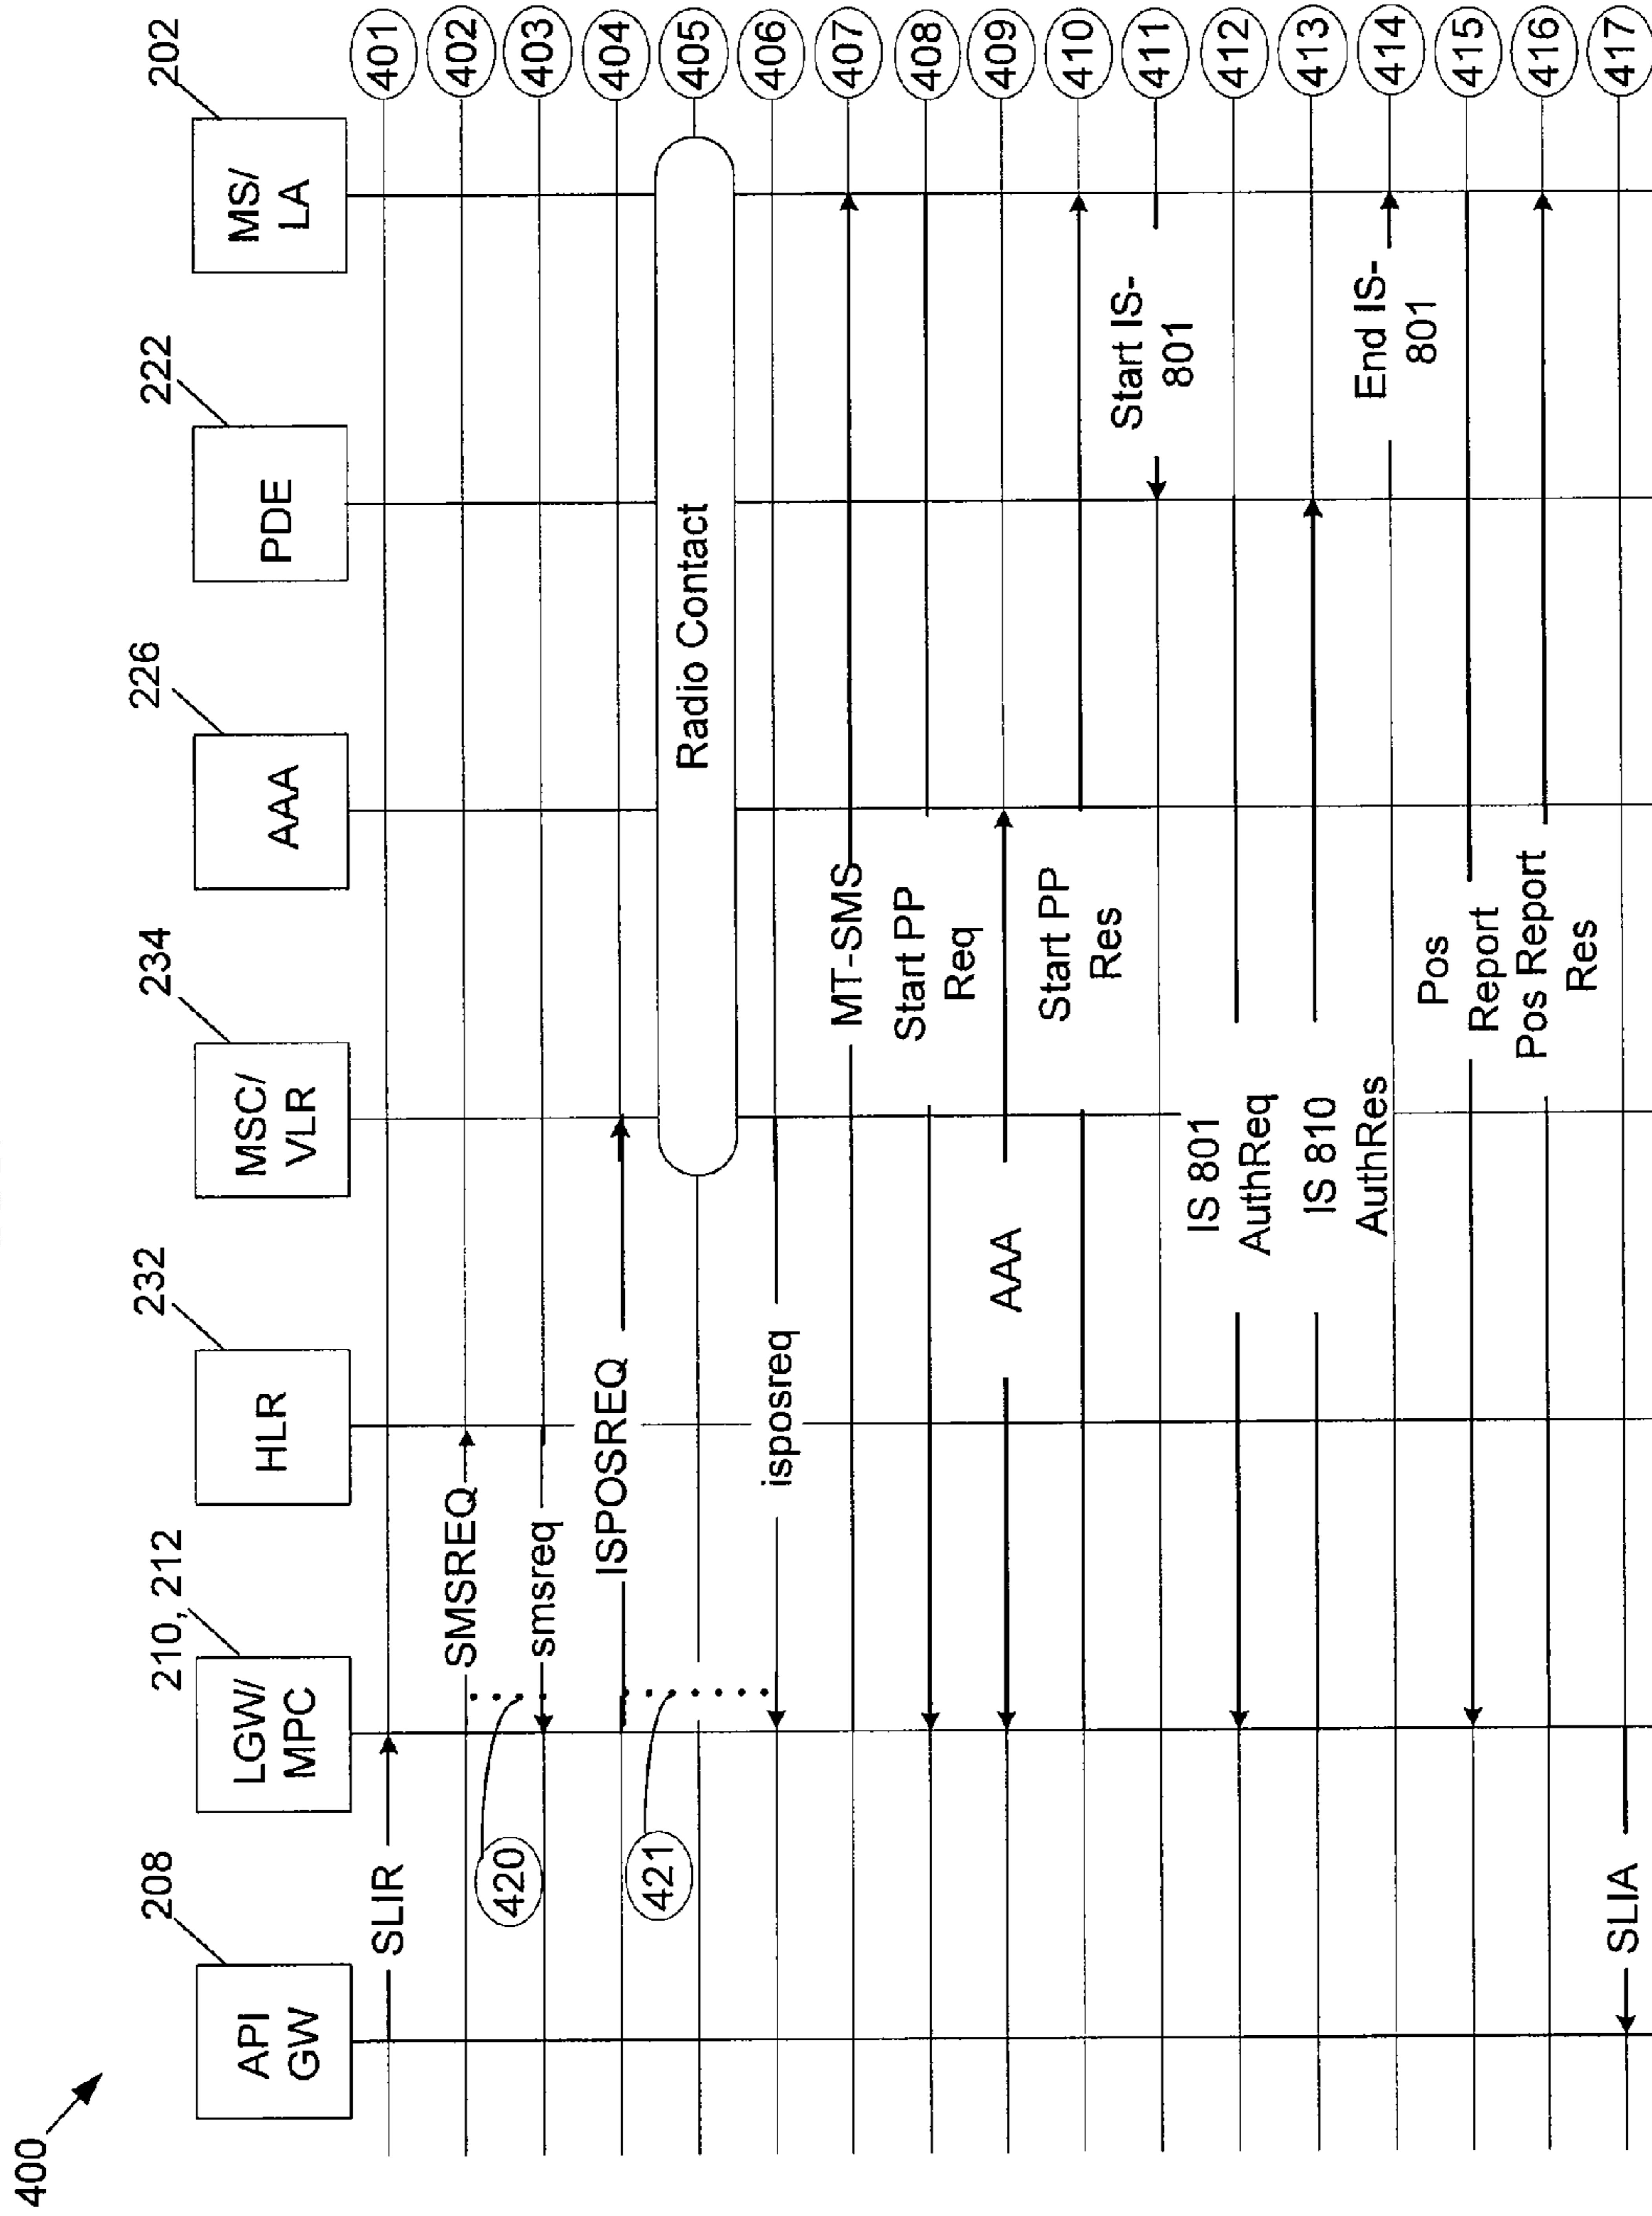 400
208
210, 212
232
234
226
222
202
API
GW
LGW/
MPC
HLR
MSC/
VLR
AAA
PDE
MS/
LA
SLIR
401
SMSREQ
402
420
smsreq
403
ISPOSREQ
404
421
Radio Contact
405
isposreq
406
MT-SMS
407
Start PP
Req
408
AAA
409
Start PP
Res
410
Start IS-
801
411
IS 801
AuthReq
412
IS 810
AuthRes
413
End IS-
801
414
Pos
Report
415
Pos Report
Res
416
SLIA
417